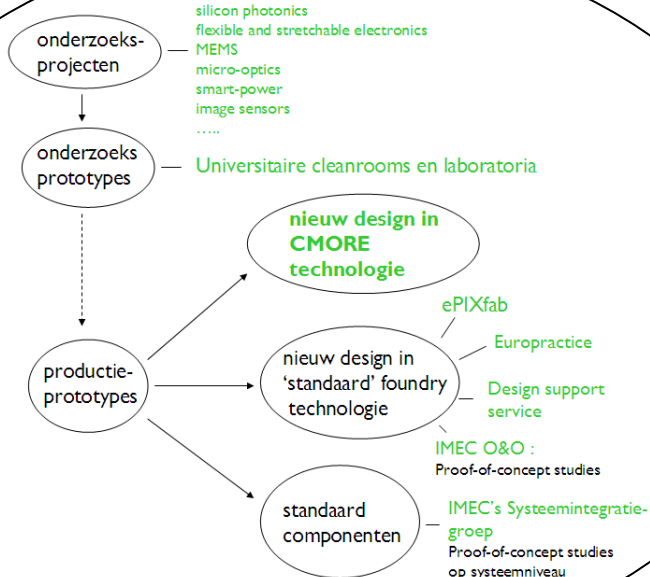 onderzoeks-
projecten
silicon photonics
flexible and stretchable electronics
MEMS
micro-optics
smart-power
image sensors
…..
onderzoeks
prototypes
Universitaire cleanrooms en laboratoria
nieuw design in
CMORE
technologie
productie-
prototypes
nieuw design in
‘standaard’ foundry
technologie
ePIXfab
Europractice
Design support
service
IMEC O&O :
Proof-of-concept studies
standaard
componenten
IMEC’s Systeemintegratie-
groep
Proof-of-concept studies
op systeemniveau